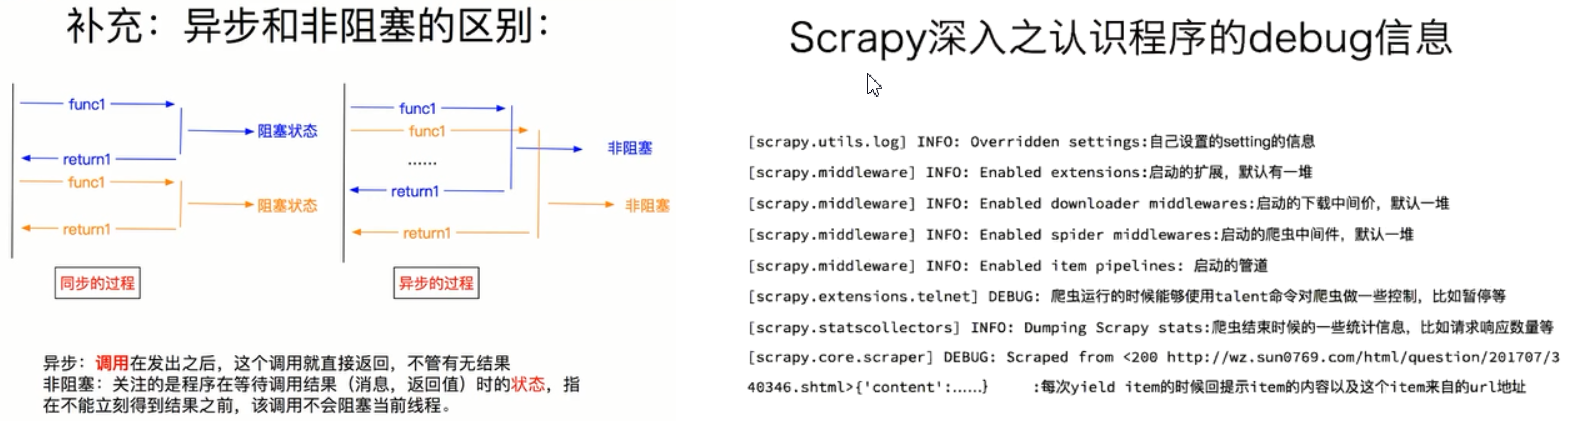 补充：异步和非阻塞的区别：
func1
阻塞状态
return1
func1
阻塞状态
return1
同步的过程
func1
func1
非阻塞
......
return1
非阻塞
return1
异步的过程
异步：调用在发出之后，这个调用就直接返回，不管有无结果
非阻塞：关注的是程序在等待调用结果（消息，返回值）时的状态，指
在不能立刻得到结果之前，该调用不会阻塞当前线程。
Scrapy深入之认识程序的debug信息
[scrapy.utils.log] INFO: Overridden settings:自己设置的setting的信息
[scrapy.middleware] INFO: Enabled extensions:启动的扩展，默认有一堆
[scrapy.middleware] INFO: Enabled downloader middlewares:启动的下载中间价，默认一堆
[scrapy.middleware] INFO: Enabled spider middlewares:启动的爬虫中间件，默认一堆
[scrapy.middleware] INFO: Enabled item pipelines: 启动的管道
[scrapy.extensions.telnet] DEBUG: 爬虫运行的时候能够使用talent命令对爬虫做一些控制，比如暂停等
[scrapy.statscollectors] INFO: Dumping Scrapy stats:爬虫结束时候的一些统计信息，比如请求响应数量等
[scrapy.core.scraper] DEBUG: Scraped from <200 http://wz.sun0769.com/html/question/201707/3
40346.shtml>{'content':......} :每次yield item的时候回提示item的内容以及这个item来自的url地址